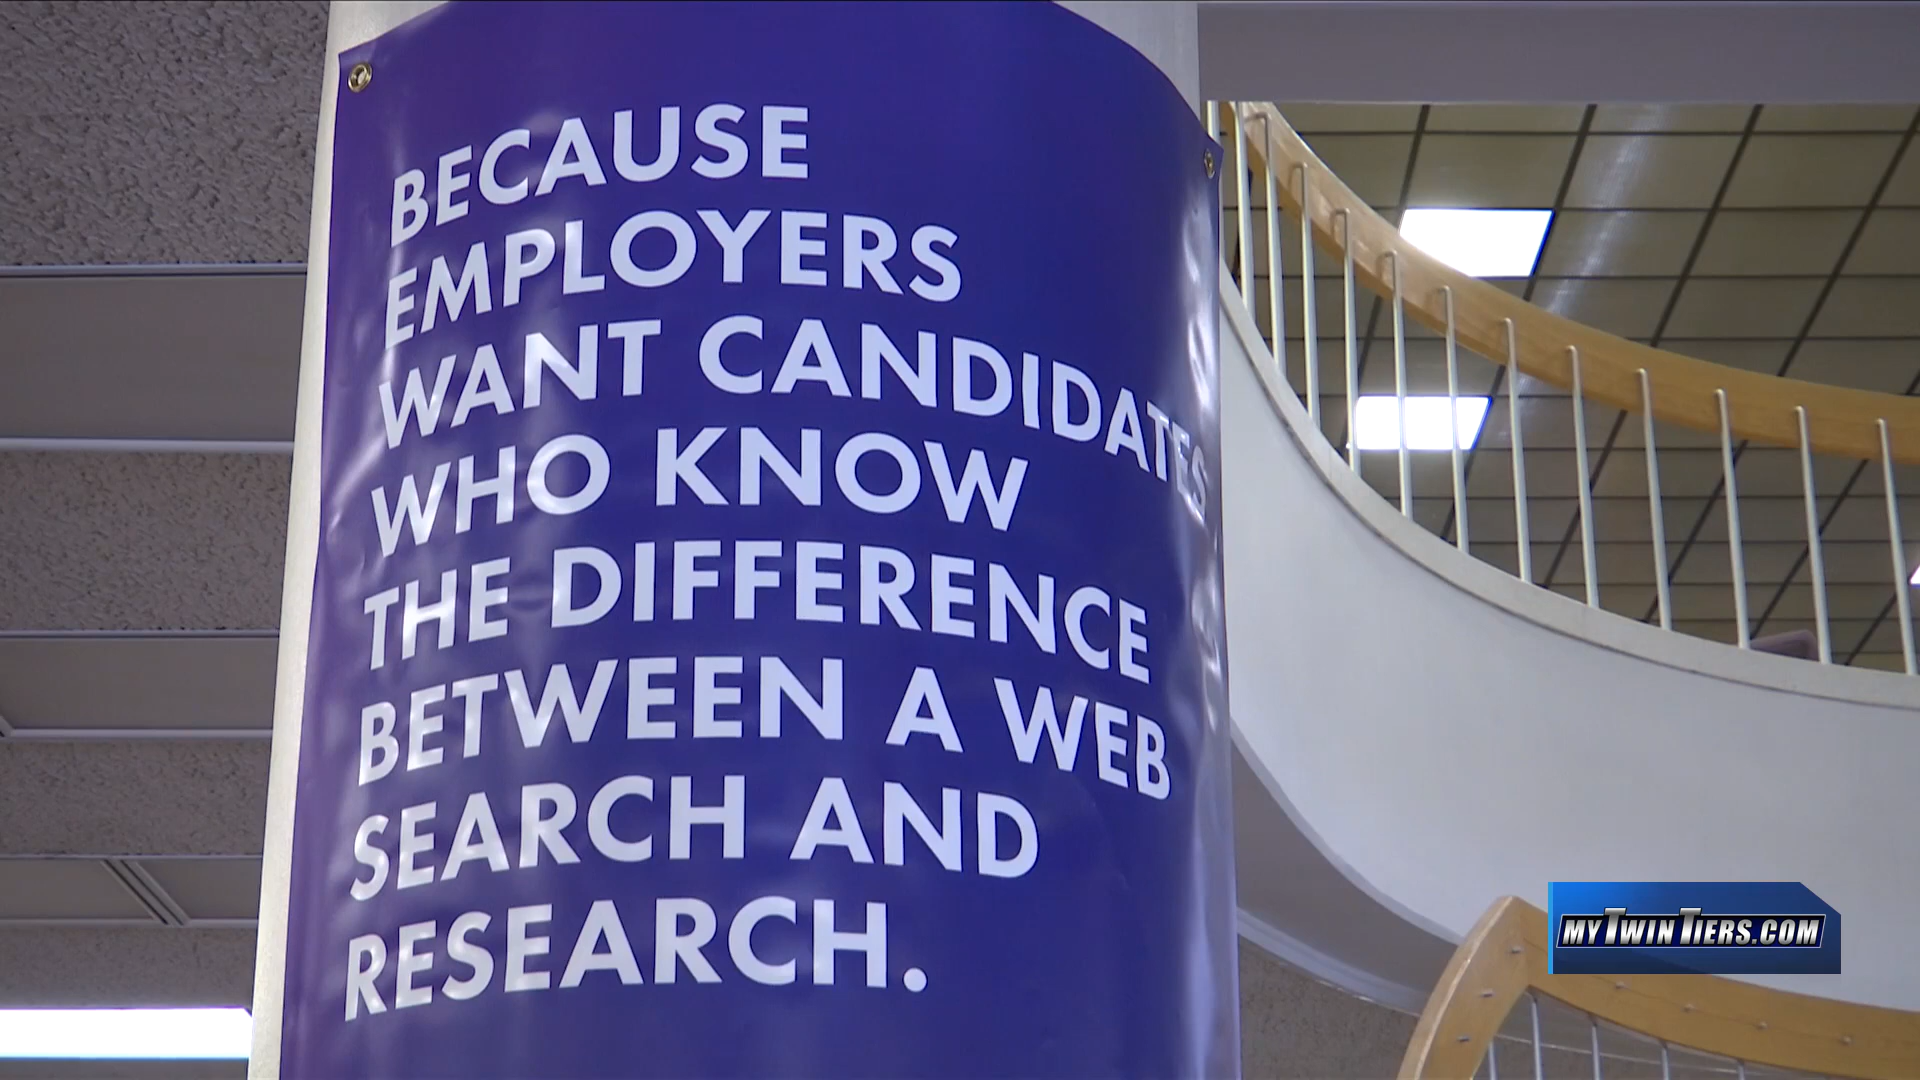 BECAUSE
EMPLOYERS
WANT CANDIDATES
WHO KNOW
THE DIFFERENCE
BETWEEN A WEB
SEARCH AND
RESEARCH.
MYTWINTIERS.COM